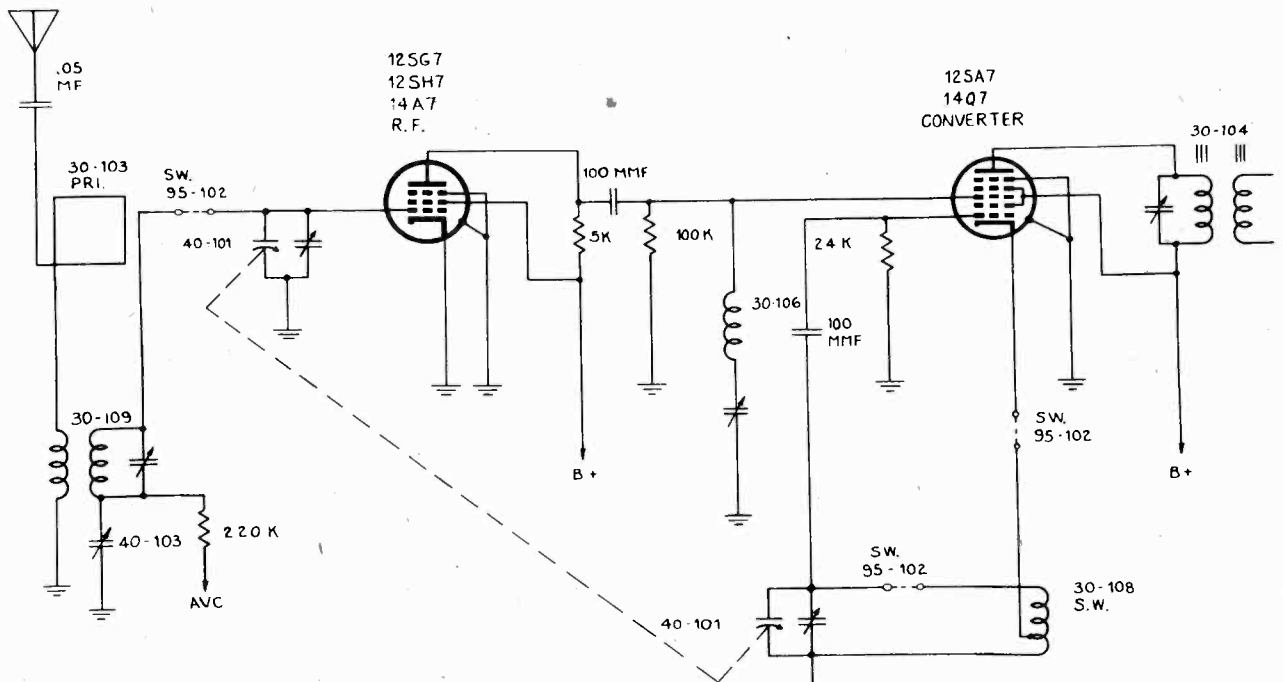 .05
MF
12SG7
12SH7
14A7
R.F.
12SA7
14Q7
CONVERTER
30-103
PRI.
SW.
95-102
40-101
100 MMF
5K
100K
24 K
30-104
30-106
100
MMF
30-109
40-103
220 K
AVC
B+
SW.
95-102
B+
SW.
95-102
40-101
30-108
S.W.